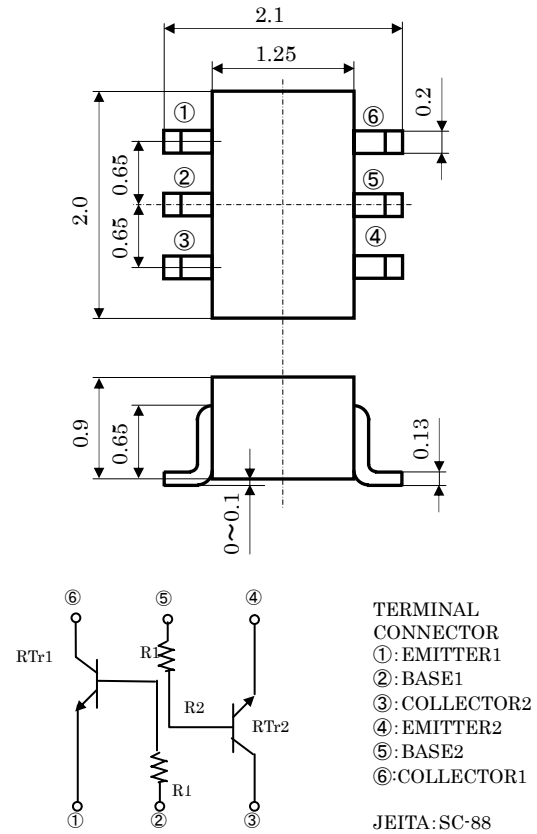 2.1
1.25
①
⑥
0.2
0.65
②
⑤
2.0
0.65
③
④
0.9
0.65
0.13
0~0.1
⑥
⑤
④
RTr1
R1
R2
RTr2
R1
①
②
③
TERMINAL
CONNECTOR
①:EMITTER1
②:BASE1
③:COLLECTOR2
④:EMITTER2
⑤:BASE2
⑥:COLLECTOR1
JEITA:SC-88